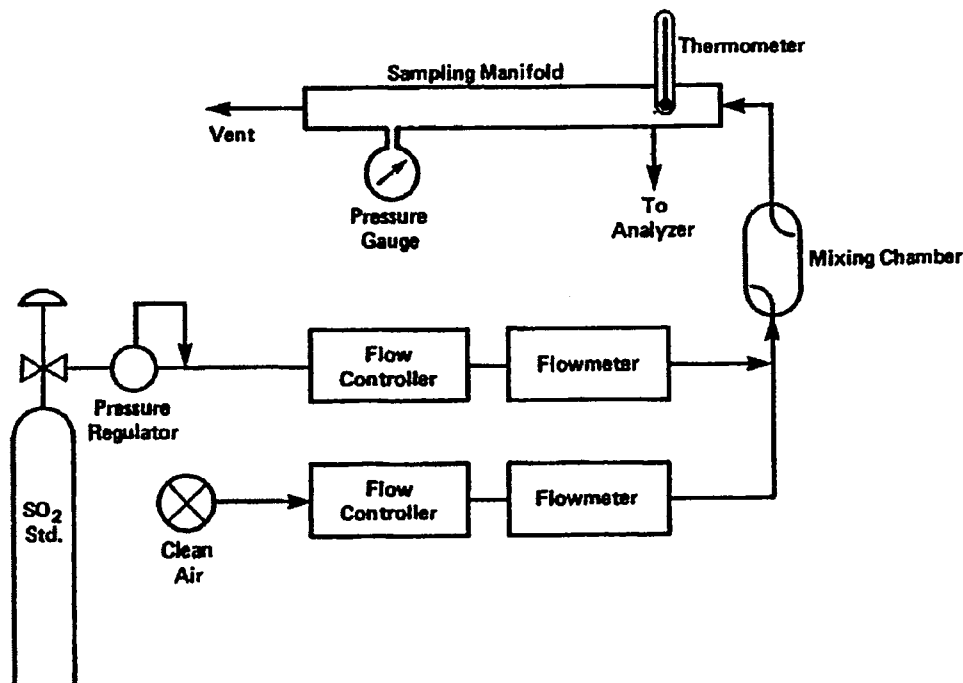 Thermometer
Sampling Manifold
Vent
Pressure
Gauge
To
Analyzer
Mixing Chamber
Flow
Controller
Flowmeter
Pressure
Regulator
SO2
Std.
Flow
Controller
Flowmeter
Clean
Air